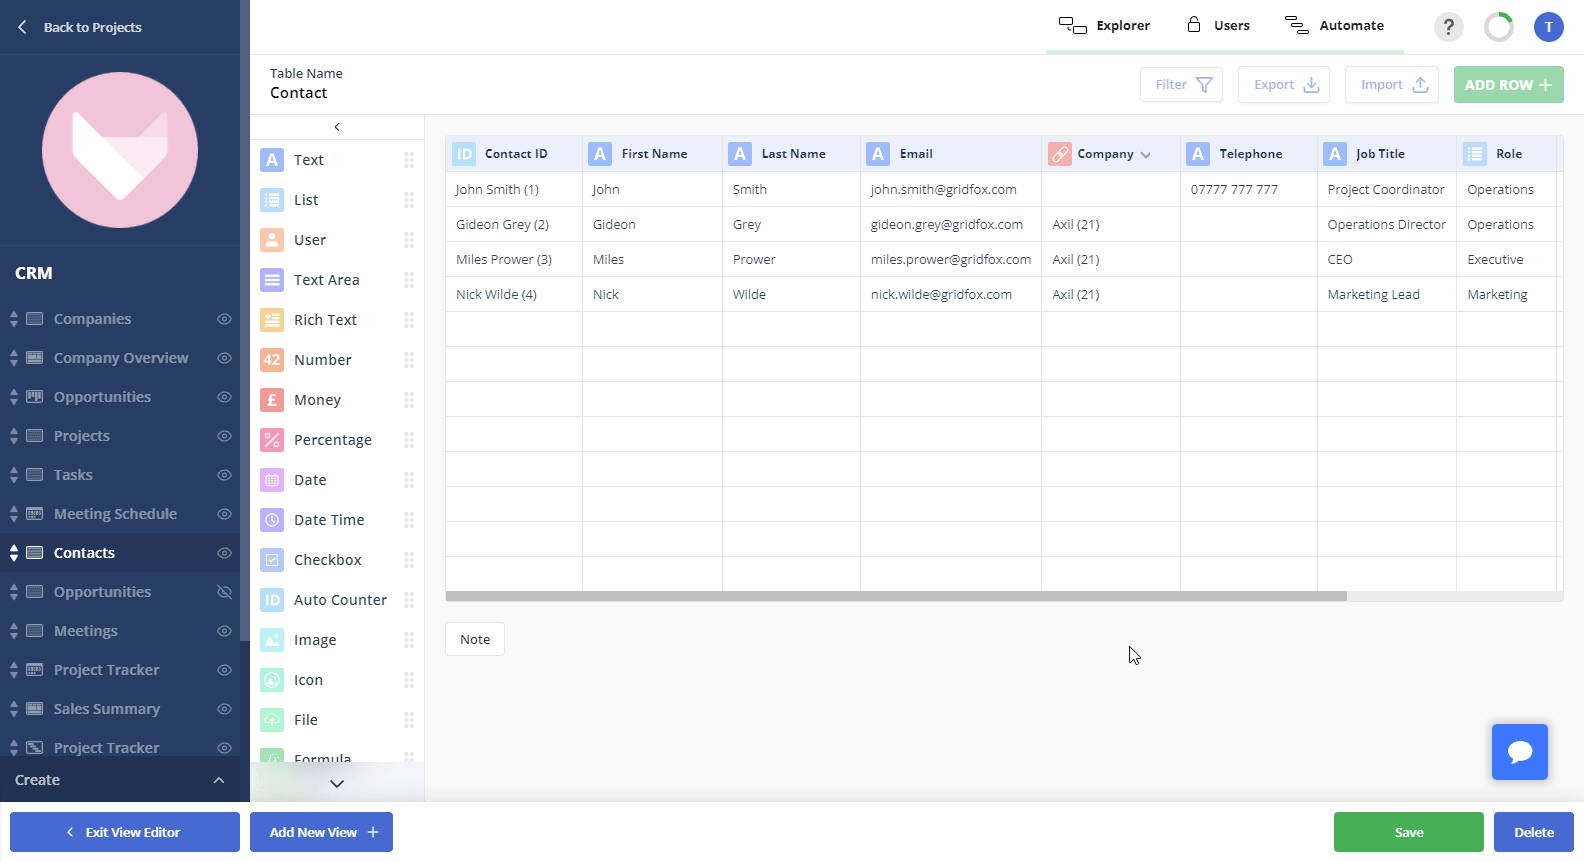 Back to Projects
Explorer
Users
Automate
?
T
Table Name
Contact
Filter
Export
Import
ADD ROW
CRM
Companies
Company Overview
Opportunities
Projects
Tasks
Meeting Schedule
Contacts
Opportunities
Meetings
Project Tracker
Sales Summary
Project Tracker
Create
A Text
List
User
Text Area
Rich Text
42 Number
£ Money
% Percentage
Date
Date Time
Checkbox
ID Auto Counter
Image
Icon
File
Formula
ID Contact ID A First Name A Last Name A Email Company A Telephone A Job Title Role
John Smith (1) John Smith john.smith@gridfox.com 07777 777 777 Project Coordinator Operations
Gideon Grey (2) Gideon Grey gideon.grey@gridfox.com Axil (21) Operations Director Operations
Miles Prower (3) Miles Prower miles.prower@gridfox.com Axil (21) CEO Executive
Nick Wilde (4) Nick Wilde nick.wilde@gridfox.com Axil (21) Marketing Lead Marketing
Note
Exit View Editor
Add New View
Save
Delete